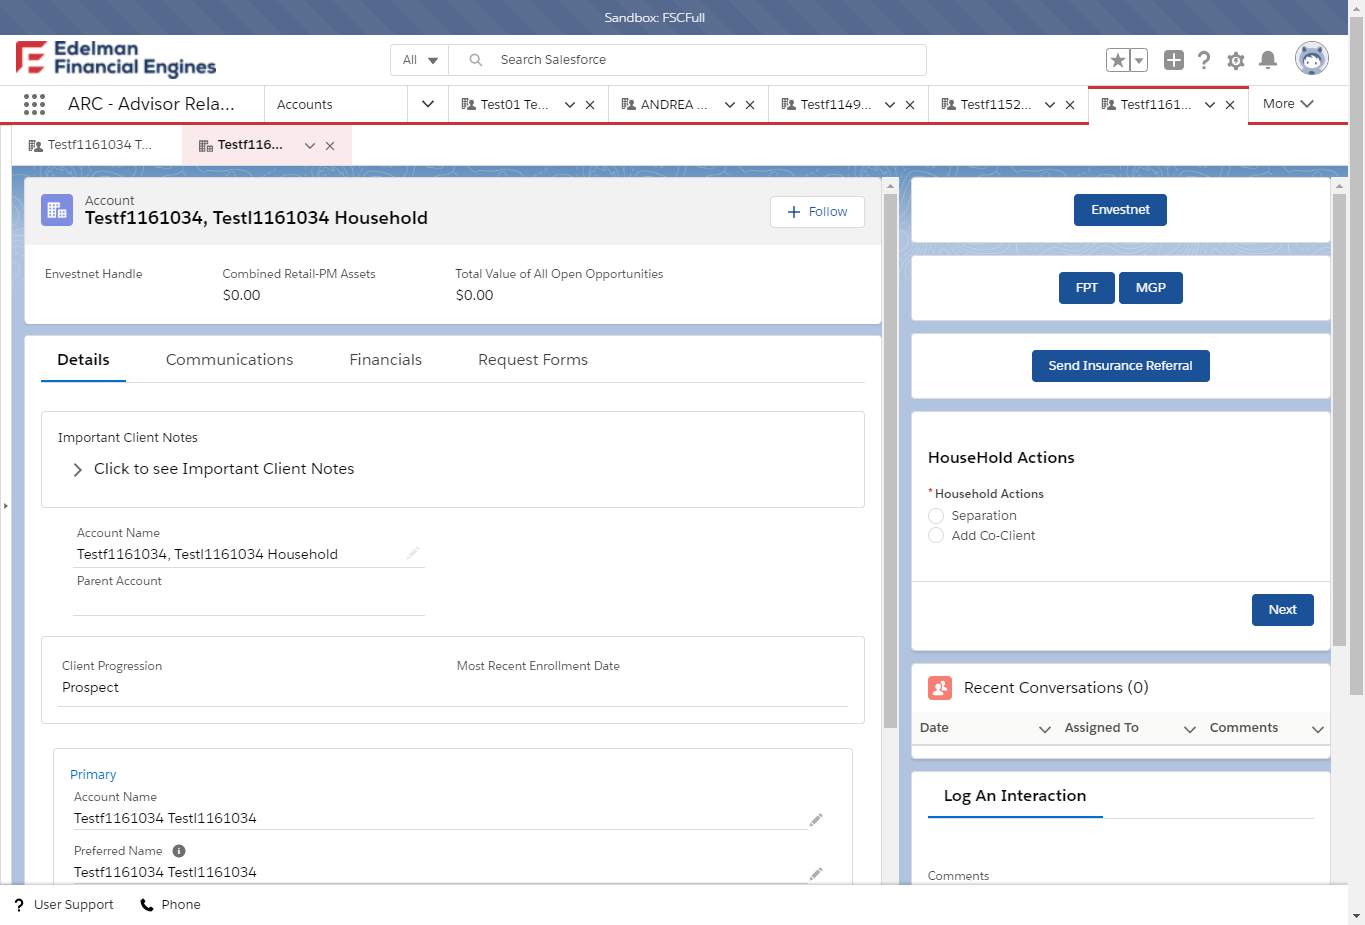 Sandbox: FSCFull
Edelman
Financial Engines
All
Search Salesforce
ARC - Advisor Rela...
Accounts
Test01 Te...
ANDREA ...
Testf1149...
Testf1152...
Testf1161...
More
Testf1161034 T...
Testf116...
Account
Testf1161034, Testl1161034 Household
Follow
Envestnet Handle
Combined Retail-PM Assets
$0.00
Total Value of All Open Opportunities
$0.00
Details
Communications
Financials
Request Forms
Important Client Notes
Click to see Important Client Notes
Account Name
Testf1161034, Testl1161034 Household
Parent Account
Client Progression
Prospect
Most Recent Enrollment Date
Primary
Account Name
Testf1161034 Testl1161034
Preferred Name
Testf1161034 Testl1161034
Envestnet
FPT
MGP
Send Insurance Referral
HouseHold Actions
*Household Actions
Separation
Add Co-Client
Next
Recent Conversations (0)
Date
Assigned To
Comments
Log An Interaction
Comments
User Support
Phone